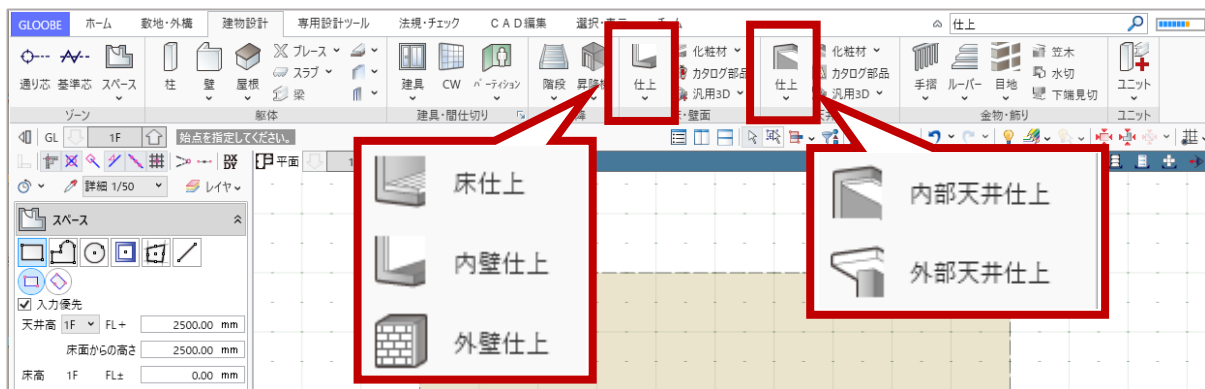 GLOOBE ホーム 敷地・外構 建物設計 専用設計ツール 法規・チェック CAD編集 仕上
ブレース 化粧材 化粧材 笠木
スラブ カタログ部品 カタログ部品 水切
梁 汎用3D 汎用3D 下端見切
通り芯 基準芯 スペース 柱 壁 屋根 建具 CW パーティション 階段 仕上 仕上 手摺 ルーバー 目地 ユニット
ゾーン 躯体 建具・間仕切り 金物・飾り ユニット
GL 1F 始点を指定してください。
平面
詳細 1/50 レイヤ
スペース
入力優先
天井高 1F FL+ 2500.00 mm
床面からの高さ 2500.00 mm
床高 1F FL± 0.00 mm
床仕上
内壁仕上
外壁仕上
内部天井仕上
外部天井仕上